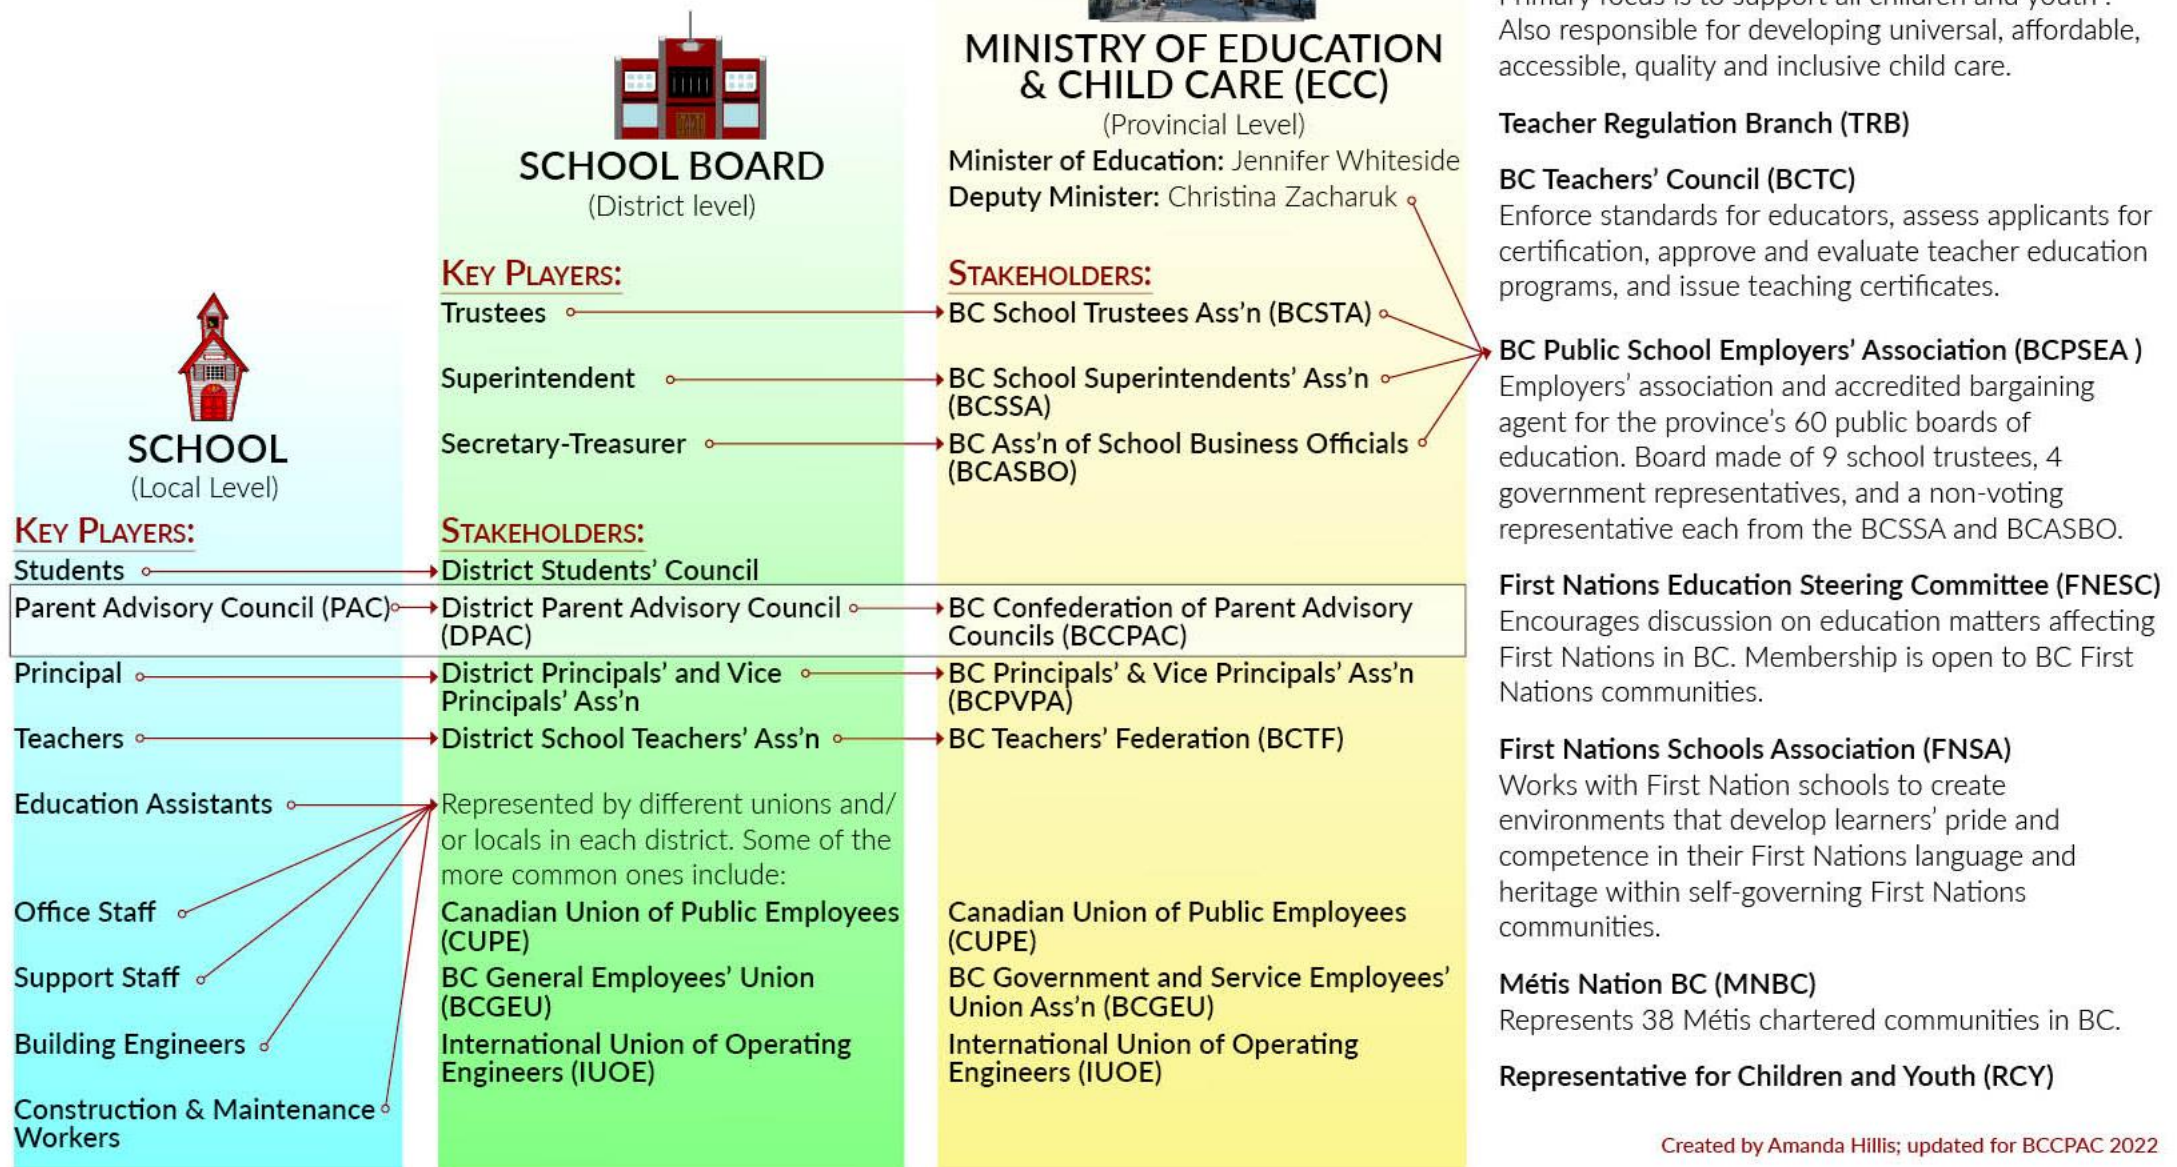 SCHOOL
(Local Level)
KEY PLAYERS:
Students
Parent Advisory Council (PAC)
Principal
Teachers
Education Assistants
Office Staff
Support Staff
Building Engineers
Construction & Maintenance
Workers
SCHOOL BOARD
(District level)
KEY PLAYERS:
Trustees
Superintendent
Secretary-Treasurer
STAKEHOLDERS:
District Students' Council
District Parent Advisory Council
(DPAC)
District Principals' and Vice
Principals' Ass'n
District School Teachers' Ass'n
Represented by different unions and/
or locals in each district. Some of the
more common ones include:
Canadian Union of Public Employees
(CUPE)
BC General Employees' Union
(BCGEU)
International Union of Operating
Engineers (IUOE)
MINISTRY OF EDUCATION
& CHILD CARE (ECC)
(Provincial Level)
Minister of Education: Jennifer Whiteside
Deputy Minister: Christina Zacharuk
STAKEHOLDERS:
BC School Trustees Ass'n (BCSTA)
BC School Superintendents' Ass'n
(BCSSA)
BC Ass'n of School Business Officials
(BCASBO)
BC Confederation of Parent Advisory
Councils (BCCPAC)
BC Principals' & Vice Principals' Ass'n
(BCPVPA)
BC Teachers' Federation (BCTF)
Canadian Union of Public Employees
(CUPE)
BC Government and Service Employees'
Union Ass'n (BCGEU)
International Union of Operating
Engineers (IUOE)
Primary focus is to support all children and youth .
Also responsible for developing universal, affordable,
accessible, quality and inclusive child care.
Teacher Regulation Branch (TRB)
BC Teachers' Council (BCTC)
Enforce standards for educators, assess applicants for
certification, approve and evaluate teacher education
programs, and issue teaching certificates.
BC Public School Employers' Association (BCPSEA )
Employers' association and accredited bargaining
agent for the province's 60 public boards of
education. Board made of 9 school trustees, 4
government representatives, and a non-voting
representative each from the BCSSA and BCASBO.
First Nations Education Steering Committee (FNESC)
Encourages discussion on education matters affecting
First Nations in BC. Membership is open to BC First
Nations communities.
First Nations Schools Association (FNSA)
Works with First Nation schools to create
environments that develop learners' pride and
competence in their First Nations language and
heritage within self-governing First Nations
communities.
Métis Nation BC (MNBC)
Represents 38 Métis chartered communities in BC.
Representative for Children and Youth (RCY)
Created by Amanda Hillis; updated for BCCPAC 2022